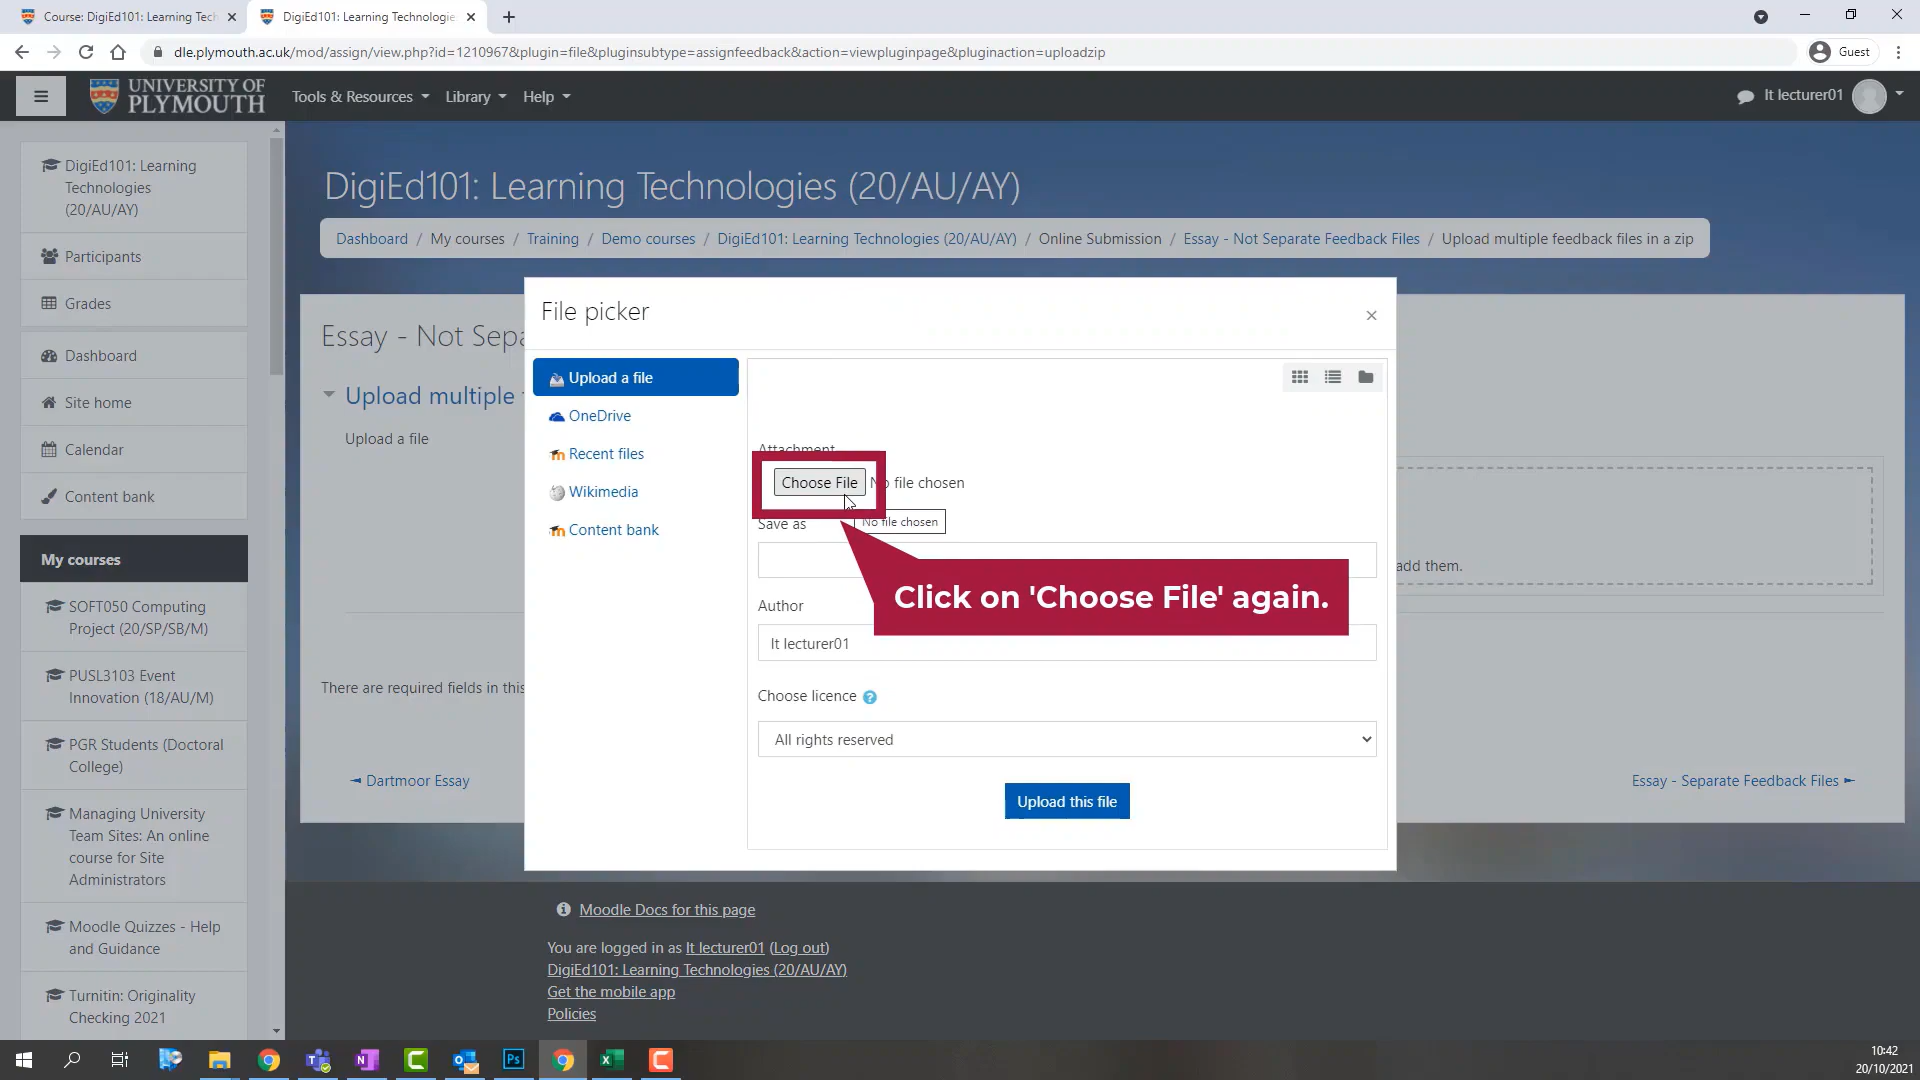 Course: DigiEd101: Learning Tech
DigiEd101: Learning Technologie
dle.plymouth.ac.uk/mod/assign/view.php?id=1210967&plugin=file&pluginsubtype=assignfeedback&action=viewpluginpage&pluginaction=uploadzip
Guest
UNIVERSITY OF
PLYMOUTH
Tools & Resources
Library
Help
lt lecturer01
DigiEd101: Learning
Technologies
(20/AU/AY)
Participants
Grades
Dashboard
Site home
Calendar
Content bank
My courses
SOFT050 Computing
Project (20/SP/SB/M)
PUSL3103 Event
Innovation (18/AU/M)
PGR Students (Doctoral
College)
Managing University
Team Sites: An online
course for Site
Administrators
Moodle Quizzes - Help
and Guidance
Turnitin: Originality
Checking 2021
DigiEd101: Learning Technologies (20/AU/AY)
Dashboard / My courses / Training / Demo courses / DigiEd101: Learning Technologies (20/AU/AY) / Online Submission / Essay - Not Separate Feedback Files / Upload multiple feedback files in a zip
Essay - Not Sepa
Upload multiple
Upload a file
add them.
There are required fields in this
◄ Dartmoor Essay
Essay - Separate Feedback Files ►
File picker
×
Upload a file
OneDrive
Recent files
Wikimedia
Content bank
Attachment
Choose File
No file chosen
Save as
No file chosen
Click on 'Choose File' again.
Author
lt lecturer01
Choose licence
All rights reserved
Upload this file
Moodle Docs for this page
You are logged in as lt lecturer01 (Log out)
DigiEd101: Learning Technologies (20/AU/AY)
Get the mobile app
Policies
10:42
20/10/2021